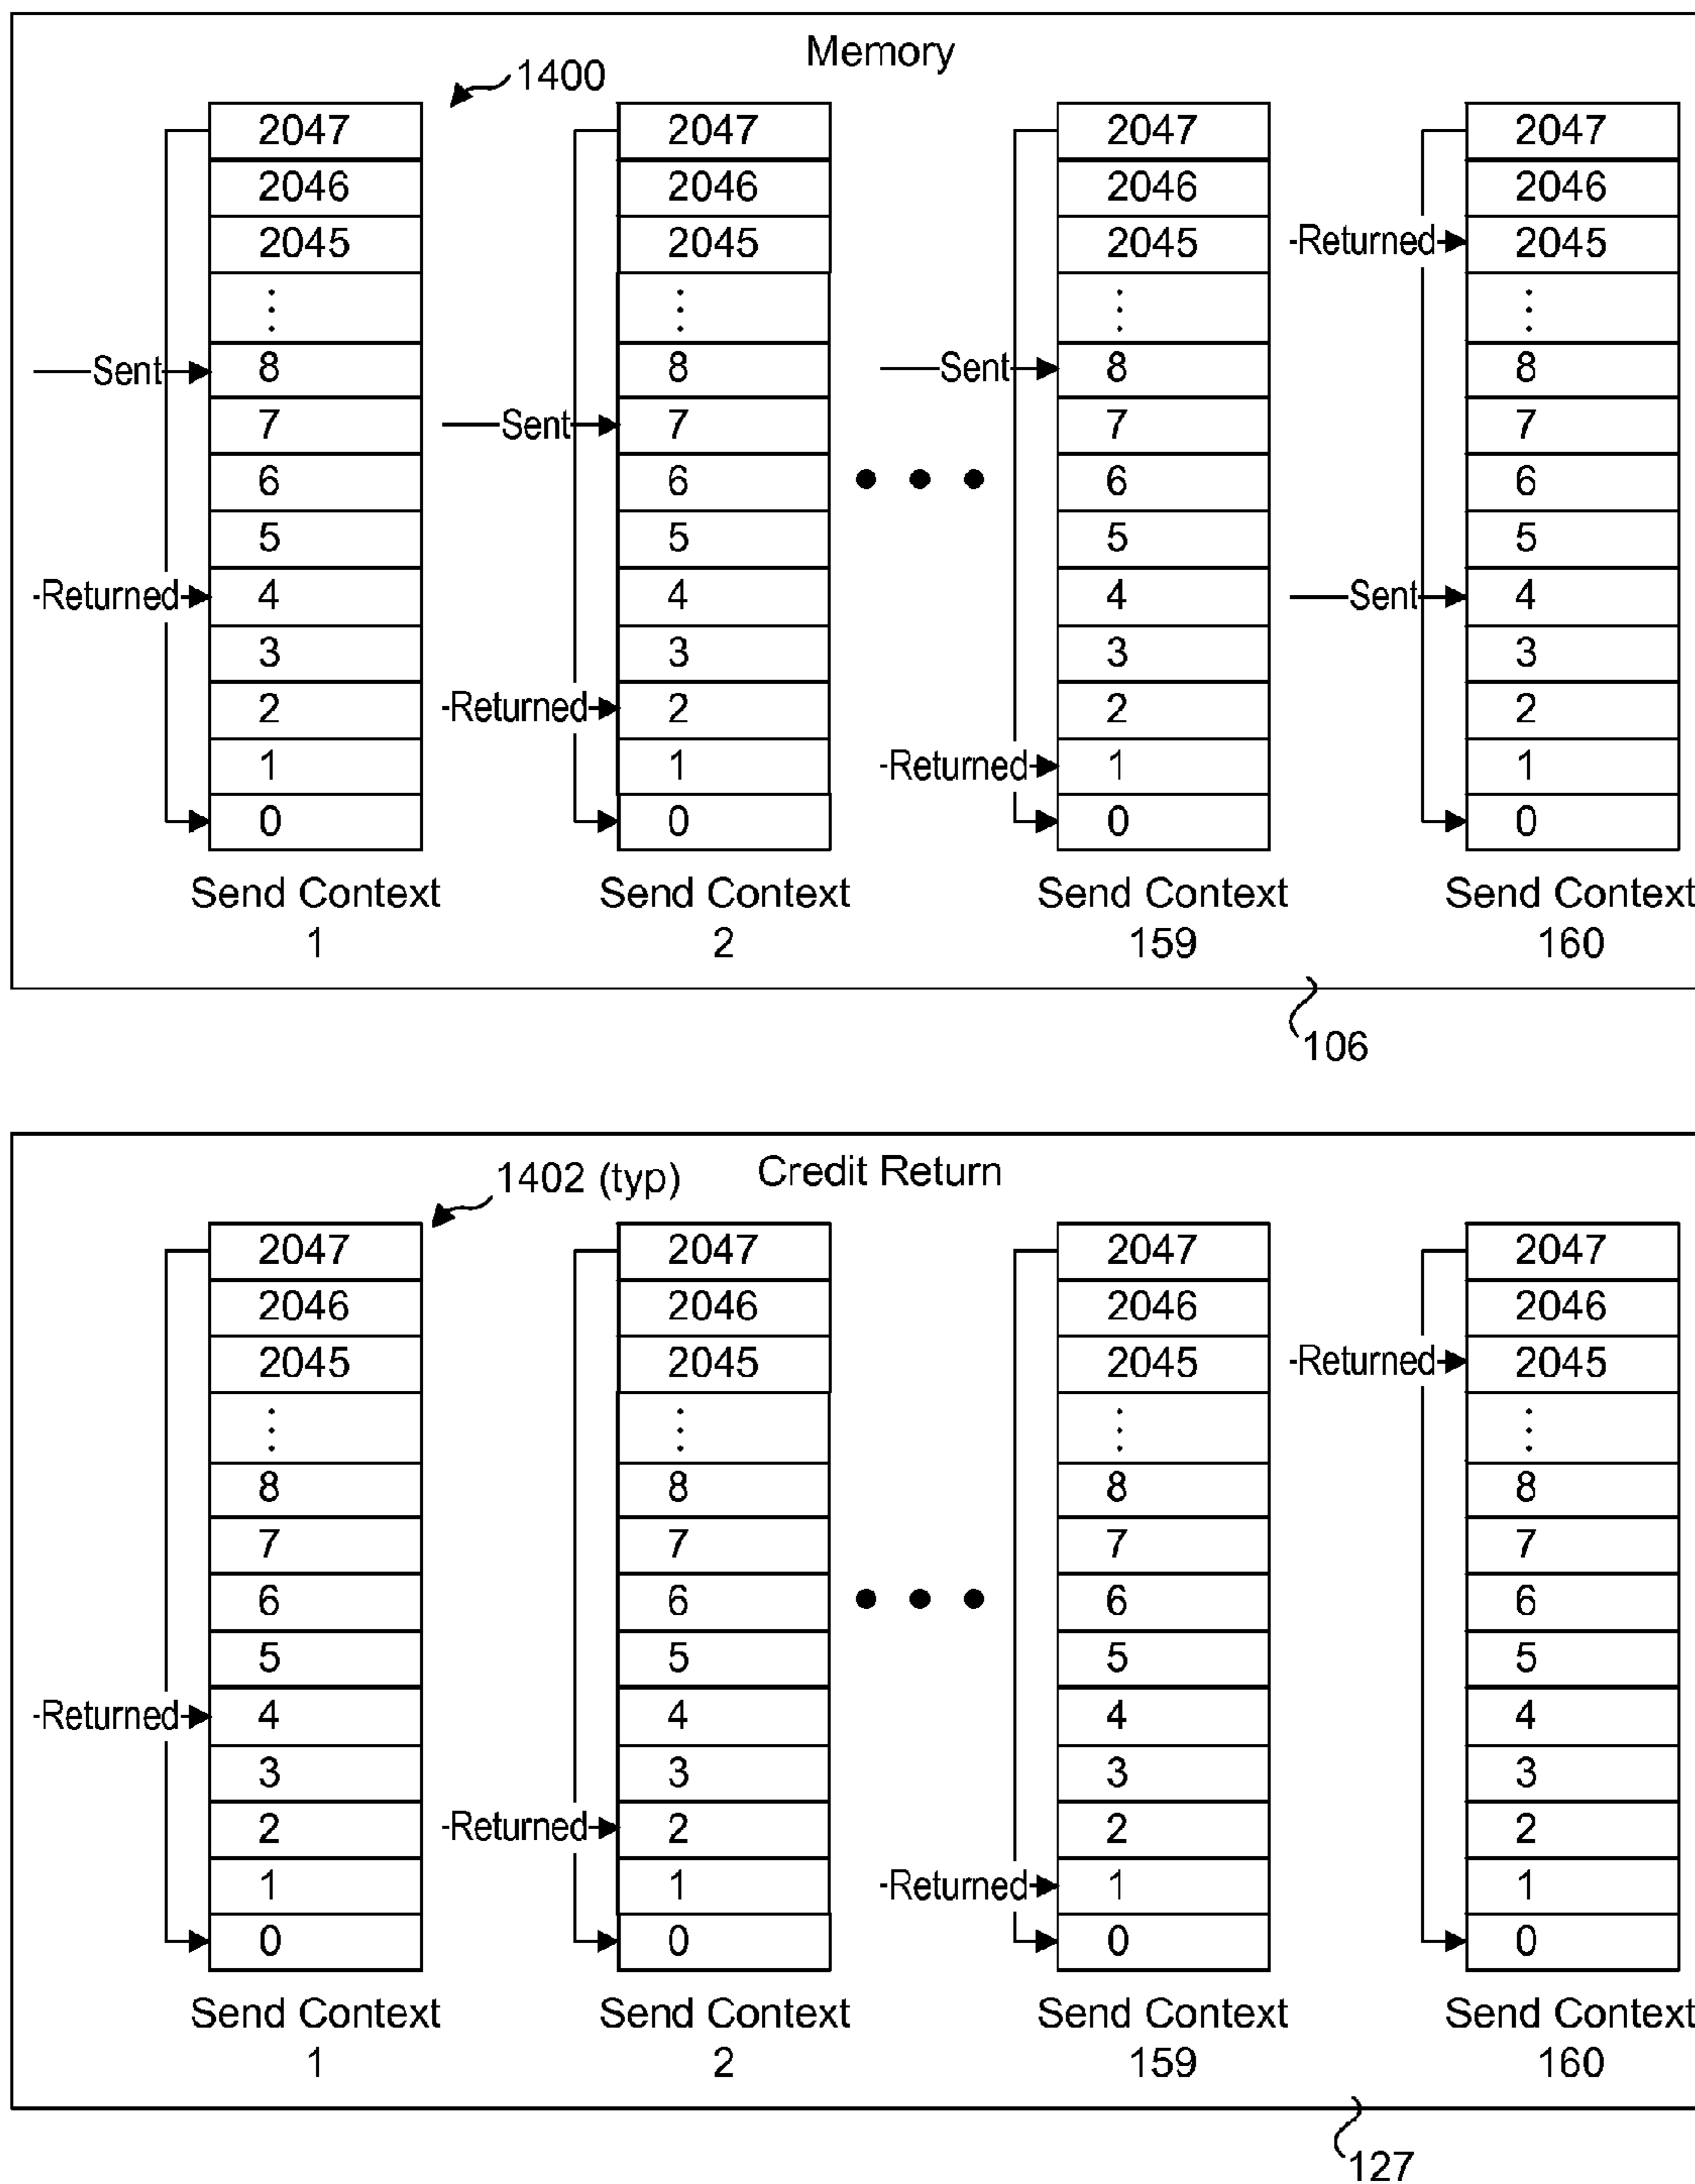 Memory
1400
2047 2047 2047 2047
2046 2046 2046 2046
2045 2045 2045 -Returned 2045
⋮ ⋮ ⋮ ⋮
Sent 8 8 Sent 8 8
7 Sent 7 7 7
6 6 6 6
5 5 5 5
-Returned 4 4 4 Sent 4
3 3 3 3
2 -Returned 2 2 2
1 1 -Returned 1 1
0 0 0 0
Send Context Send Context Send Context Send Context
1 2 159 160
106
Credit Return
1402 (typ)
2047 2047 2047 2047
2046 2046 2046 2046
2045 2045 2045 -Returned 2045
⋮ ⋮ ⋮ ⋮
8 8 8 8
7 7 7 7
6 6 6 6
5 5 5 5
-Returned 4 4 4 4
3 3 3 3
2 -Returned 2 2 2
1 1 -Returned 1 1
0 0 0 0
Send Context Send Context Send Context Send Context
1 2 159 160
127